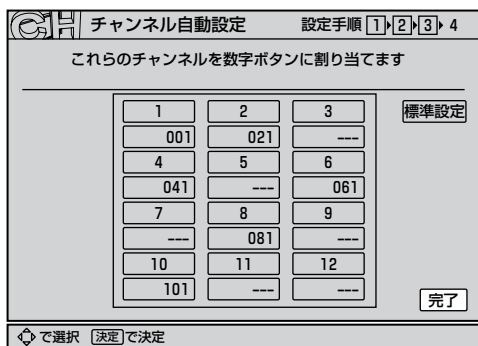 CH チャンネル自動設定 設定手順 1 2 3 4
これらのチャンネルを数字ボタンに割り当てます
1 2 3 標準設定
001 021 ---
4 5 6
041 --- 061
7 8 9
--- 081 ---
10 11 12
101 --- ---
完了
で選択 決定で決定